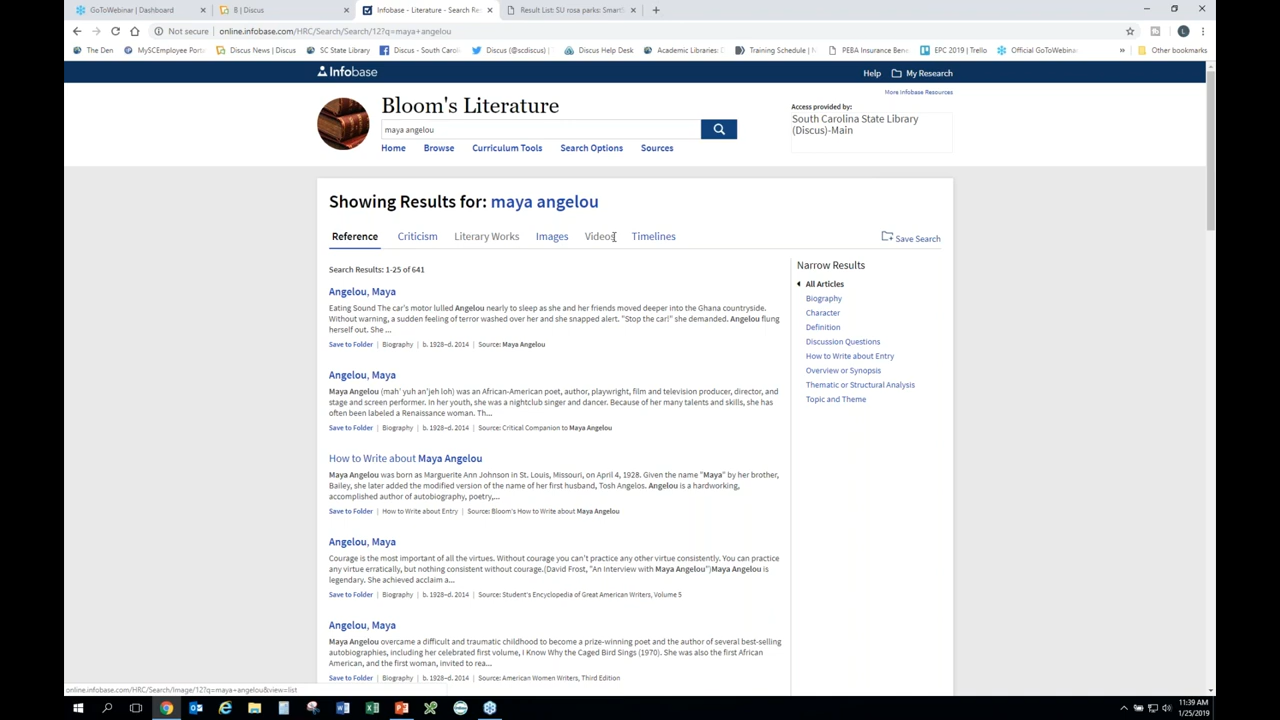 GoToWebinar | Dashboard
8 | Discus
Infobase - Literature - Search Re
Result List: SU rosa parks: Smart
Not secure | online.infobase.com/HRC/Search/Search/12?q=maya+angelou
The Den
MySCEmployee Port
Discus News | Discus
SC State Library
Discus - South Carol
Twitter (@scdiscus)
Discus Help Desk
Academic Libraries:
Training Schedule | N
PEBA Insurance Bene
EPC 2019 | Trello
Official GoToWebina
» Other bookmarks
Infobase
Help My Research
More Infobase Resources
Bloom's Literature
Access provided by:
South Carolina State Library
(Discus)-Main
maya angelou
Home Browse Curriculum Tools Search Options Sources
Showing Results for: maya angelou
Reference Criticism Literary Works Images Videos Timelines
Save Search
Search Results: 1-25 of 641
Angelou, Maya
Eating Sound The car's motor lulled Angelou nearly to sleep as she and her friends moved deeper into the Ghana countryside.
Without warning, a sudden feeling of terror washed over her and she snapped alert. "Stop the car!" she demanded. Angelou flung
herself out. She ...
Save to Folder | Biography | b. 1928–d. 2014 | Source: Maya Angelou
Angelou, Maya
Maya Angelou (mah' yuh an'jeh loh) was an African-American poet, author, playwright, film and television producer, director, and
stage and screen performer. In her youth, she was a nightclub singer and dancer. Because of her many talents and skills, she has
often been labeled a Renaissance woman. Th...
Save to Folder | Biography | b. 1928–d. 2014 | Source: Critical Companion to Maya Angelou
How to Write about Maya Angelou
Maya Angelou was born as Marguerite Ann Johnson in St. Louis, Missouri, on April 4, 1928. Given the name "Maya" by her brother,
Bailey, she later added the modified version of the name of her first husband, Tosh Angelos. Angelou is a hardworking,
accomplished author of autobiography, poetry,...
Save to Folder | How to Write about Entry | Source: Bloom's How to Write about Maya Angelou
Angelou, Maya
Courage is the most important of all the virtues. Without courage you can't practice any other virtue consistently. You can practice
any virtue erratically, but nothing consistent without courage.(David Frost, "An Interview with Maya Angelou")Maya Angelou is
legendary. She achieved acclaim a...
Save to Folder | Biography | b. 1928–d. 2014 | Source: Student's Encyclopedia of Great American Writers, Volume 5
Angelou, Maya
Maya Angelou overcame a difficult and traumatic childhood to become a prize-winning poet and the author of several best-selling
autobiographies, including her celebrated first volume, I Know Why the Caged Bird Sings (1970). She was also the first African
American, and the first woman, invited to rea...
Save to Folder | Biography | b. 1928–d. 2014 | Source: American Women Writers, Third Edition
Narrow Results
All Articles
Biography
Character
Definition
Discussion Questions
How to Write about Entry
Overview or Synopsis
Thematic or Structural Analysis
Topic and Theme
online.infobase.com/HRC/Search/Image/12?q=maya+angelou&view=list
11:39 AM
1/25/2019